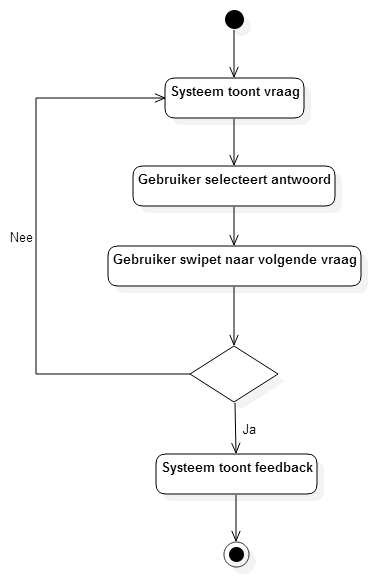 Systeem toont vraag
Gebruiker selecteert antwoord
Nee
Gebruiker swipet naar volgende vraag
Ja
Systeem toont feedback